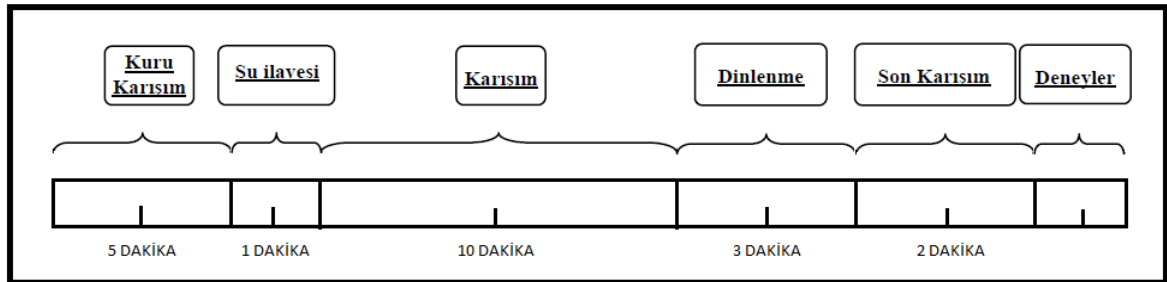 Kuru
Karışım
Su ilavesi
Karışım
Dinlenme
Son Karışım
Deneyler
5 DAKİKA
1 DAKİKA
10 DAKİKA
3 DAKİKA
2 DAKİKA